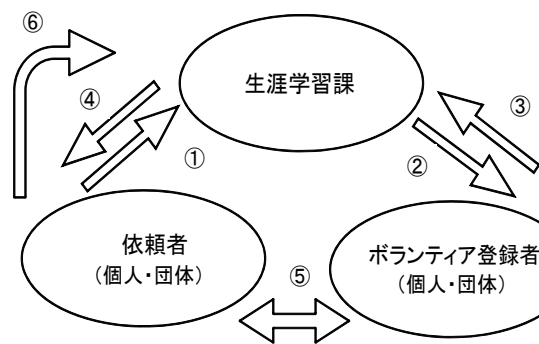 ⑥
生涯学習課
④
③
①
②
依頼者
（個人・団体）
ボランティア登録者
（個人・団体）
⑤